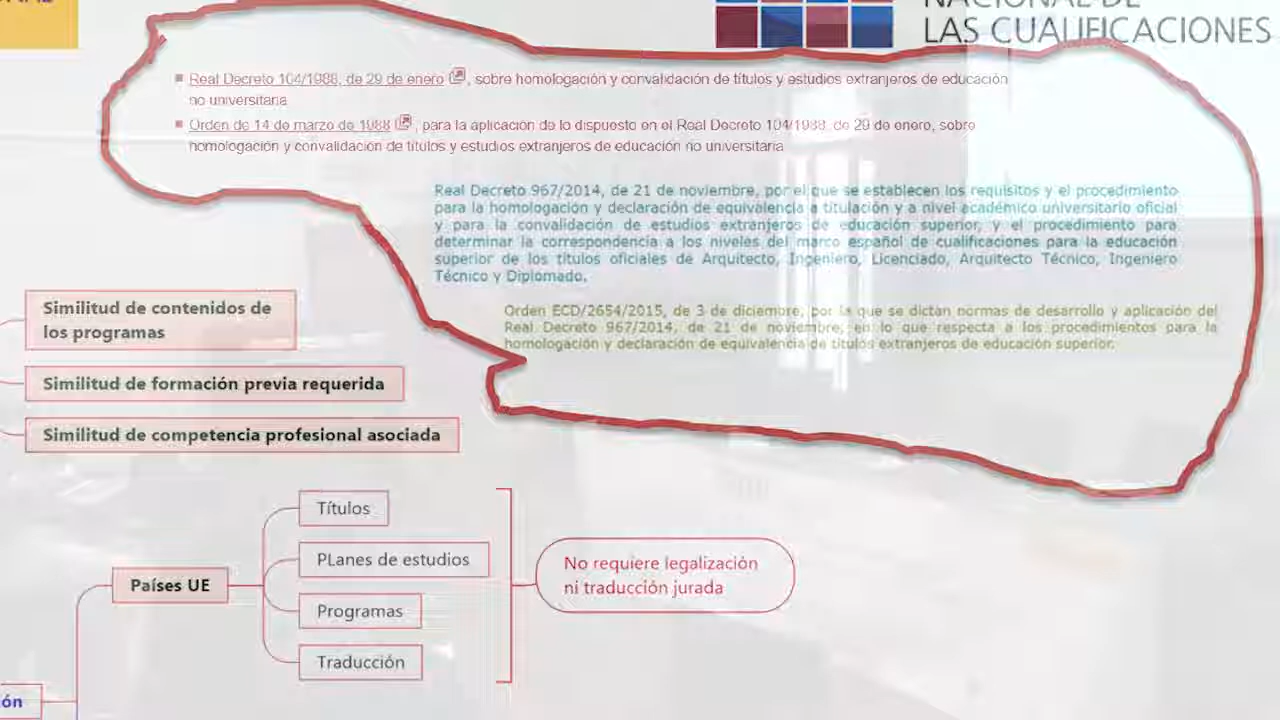 NACIONAL DE
LAS CUALIFICACIONES
Real Decreto 104/1988, de 29 de enero, sobre homologación y convalidación de títulos y estudios extranjeros de educación
no universitaria
Orden de 14 de marzo de 1988, para la aplicación de lo dispuesto en el Real Decreto 104/1988, de 29 de enero, sobre
homologación y convalidación de títulos y estudios extranjeros de educación no universitaria
Real Decreto 967/2014, de 21 de noviembre, por el que se establecen los requisitos y el procedimiento
para la homologación y declaración de equivalencia a titulación y a nivel académico universitario oficial
y para la convalidación de estudios extranjeros de educación superior, y el procedimiento para
determinar la correspondencia a los niveles del marco español de cualificaciones para la educación
superior de los títulos oficiales de Arquitecto, Ingeniero, Licenciado, Arquitecto Técnico, Ingeniero
Técnico y Diplomado.
Orden ECD/2654/2015, de 3 de diciembre, por la que se dictan normas de desarrollo y aplicación del
Real Decreto 967/2014, de 21 de noviembre, en lo que respecta a los procedimientos para la
homologación y declaración de equivalencia de títulos extranjeros de educación superior.
Similitud de contenidos de
los programas
Similitud de formación previa requerida
Similitud de competencia profesional asociada
Títulos
PLanes de estudios
Países UE
Programas
Traducción
No requiere legalización
ni traducción jurada
ón